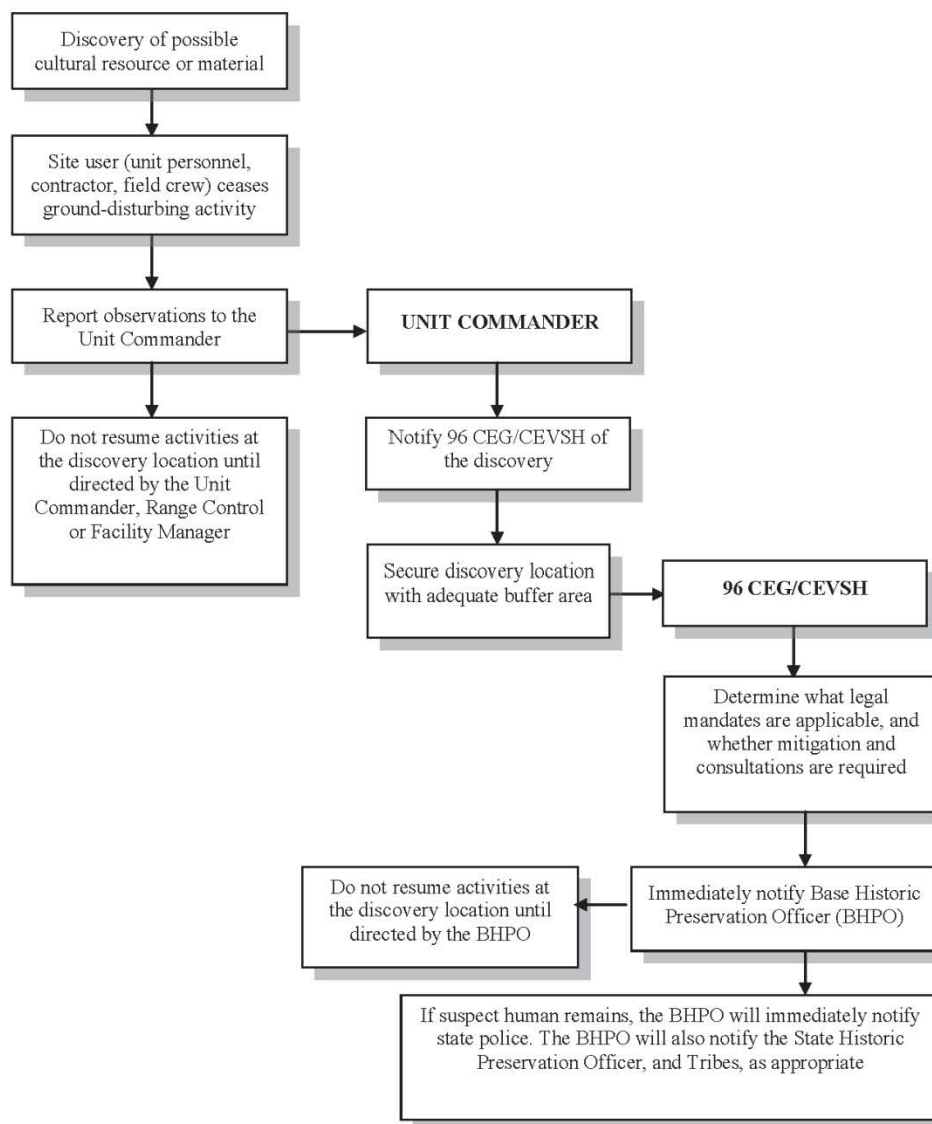 Discovery of possible
cultural resource or material
Site user (unit personnel,
contractor, field crew) ceases
ground-disturbing activity
Report observations to the
Unit Commander
UNIT COMMANDER
Do not resume activities at
the discovery location until
directed by the Unit
Commander, Range Control
or Facility Manager
Notify 96 CEG/CEVSH of
the discovery
Secure discovery location
with adequate buffer area
96 CEG/CEVSH
Determine what legal
mandates are applicable, and
whether mitigation and
consultations are required
Immediately notify Base Historic
Preservation Officer (BHPO)
Do not resume activities at
the discovery location until
directed by the BHPO
If suspect human remains, the BHPO will immediately notify
state police. The BHPO will also notify the State Historic
Preservation Officer, and Tribes, as appropriate